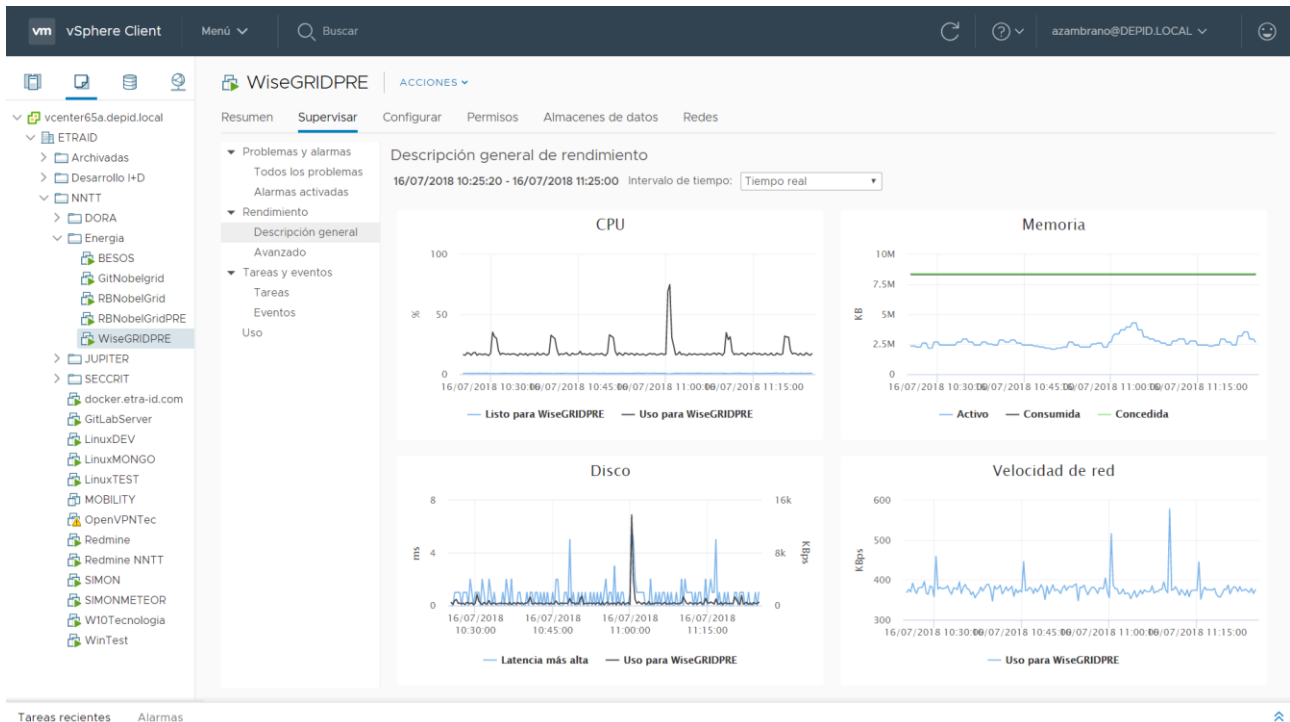 vm vSphere Client Menú Buscar azambrano@DEPID.LOCAL
WiseGRIDPRE ACCIONES
Resumen Supervisar Configurar Permisos Almacenes de datos Redes
vcenter65a.depid.local
ETRAID
Archivadas
Desarrollo I+D
NNTT
DORA
Energia
BESOS
GitNobelgrid
RBNobelGrid
RBNobelGridPRE
WiseGRIDPRE
JUPITER
SECCRIT
docker.etra-id.com
GitLabServer
LinuxDEV
LinuxMONGO
LinuxTEST
MOBILITY
OpenVPNTec
Redmine
Redmine NNTT
SIMON
SIMONMETEOR
W10Tecnologia
WinTest
Problemas y alarmas
Todos los problemas
Alarmas activadas
Rendimiento
Descripción general
Avanzado
Tareas y eventos
Tareas
Eventos
Uso
Descripción general de rendimiento
16/07/2018 10:25:20 - 16/07/2018 11:25:00 Intervalo de tiempo: Tiempo real
CPU
100
50
0
%
16/07/2018 10:30:00 16/07/2018 10:45:00 16/07/2018 11:00:00 16/07/2018 11:15:00
Listo para WiseGRIDPRE Uso para WiseGRIDPRE
Memoria
10M
7.5M
5M
2.5M
0
KB
16/07/2018 10:30:00 16/07/2018 10:45:00 16/07/2018 11:00:00 16/07/2018 11:15:00
Activo Consumida Concedida
Disco
8 16k
4 8k
0 0
ms
KBps
16/07/2018 16/07/2018 16/07/2018 16/07/2018
10:30:00 10:45:00 11:00:00 11:15:00
Latencia más alta Uso para WiseGRIDPRE
Velocidad de red
600
500
400
300
KBps
16/07/2018 10:30:00 16/07/2018 10:45:00 16/07/2018 11:00:00 16/07/2018 11:15:00
Uso para WiseGRIDPRE
Tareas recientes Alarmas